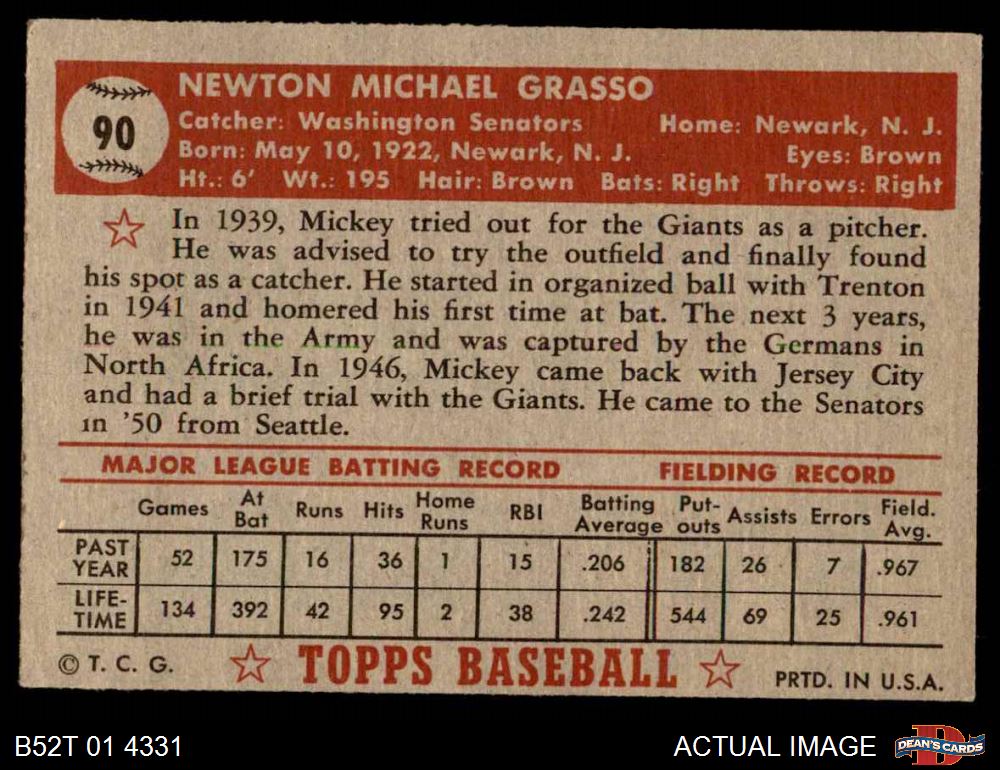 90
NEWTON MICHAEL GRASSO
Catcher: Washington Senators Home: Newark, N. J.
Born: May 10, 1922, Newark, N. J. Eyes: Brown
Ht.: 6' Wt.: 195 Hair: Brown Bats: Right Throws: Right
In 1939, Mickey tried out for the Giants as a pitcher.
He was advised to try the outfield and finally found
his spot as a catcher. He started in organized ball with Trenton
in 1941 and homered his first time at bat. The next 3 years,
he was in the Army and was captured by the Germans in
North Africa. In 1946, Mickey came back with Jersey City
and had a brief trial with the Giants. He came to the Senators
in '50 from Seattle.
MAJOR LEAGUE BATTING RECORD FIELDING RECORD
Games At Bat Runs Hits Home Runs RBI Batting Average Put-outs Assists Errors Field. Avg.
PAST YEAR 52 175 16 36 1 15 .206 182 26 7 .967
LIFE-TIME 134 392 42 95 2 38 .242 544 69 25 .961
© T. C. G. TOPPS BASEBALL PRTD. IN U.S.A.
B52T 01 4331 ACTUAL IMAGE D DEAN'S CARDS